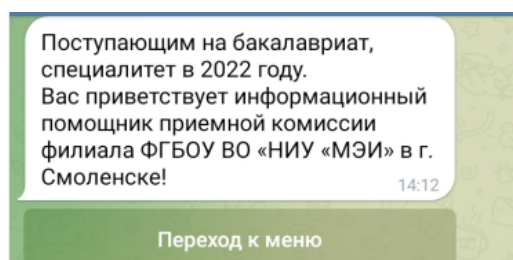 Поступающим на бакалавриат,
специалитет в 2022 году.
Вас приветствует информационный
помощник приемной комиссии
филиала ФГБОУ ВО «НИУ «МЭИ» в г.
Смоленске!
14:12
Переход к меню